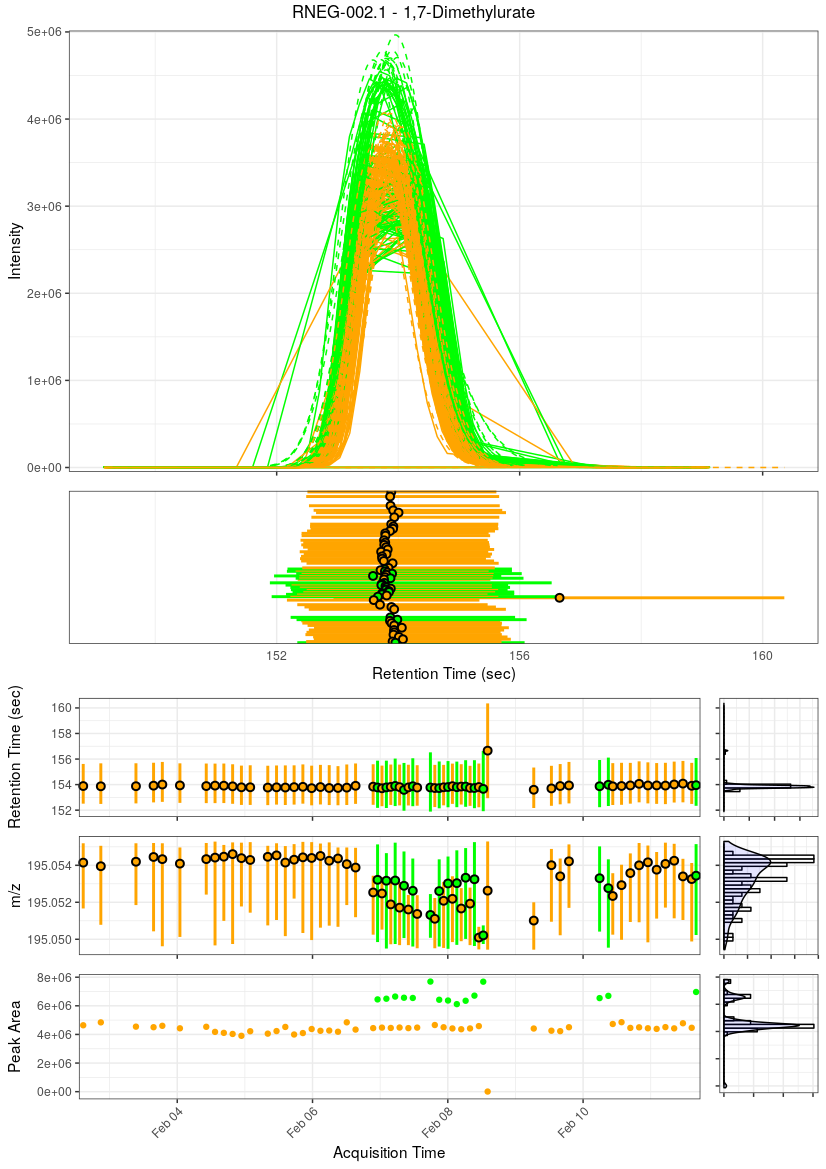 RNEG-002.1 - 1,7-Dimethylurate
5e+06
4e+06
3e+06
2e+06
1e+06
0e+00
Intensity
152
156
160
Retention Time (sec)
160
158
156
154
152
Retention Time (sec)
195.054
195.052
195.050
m/z
8e+06
6e+06
4e+06
2e+06
0e+00
Peak Area
Feb 04
Feb 06
Feb 08
Feb 10
Acquisition Time